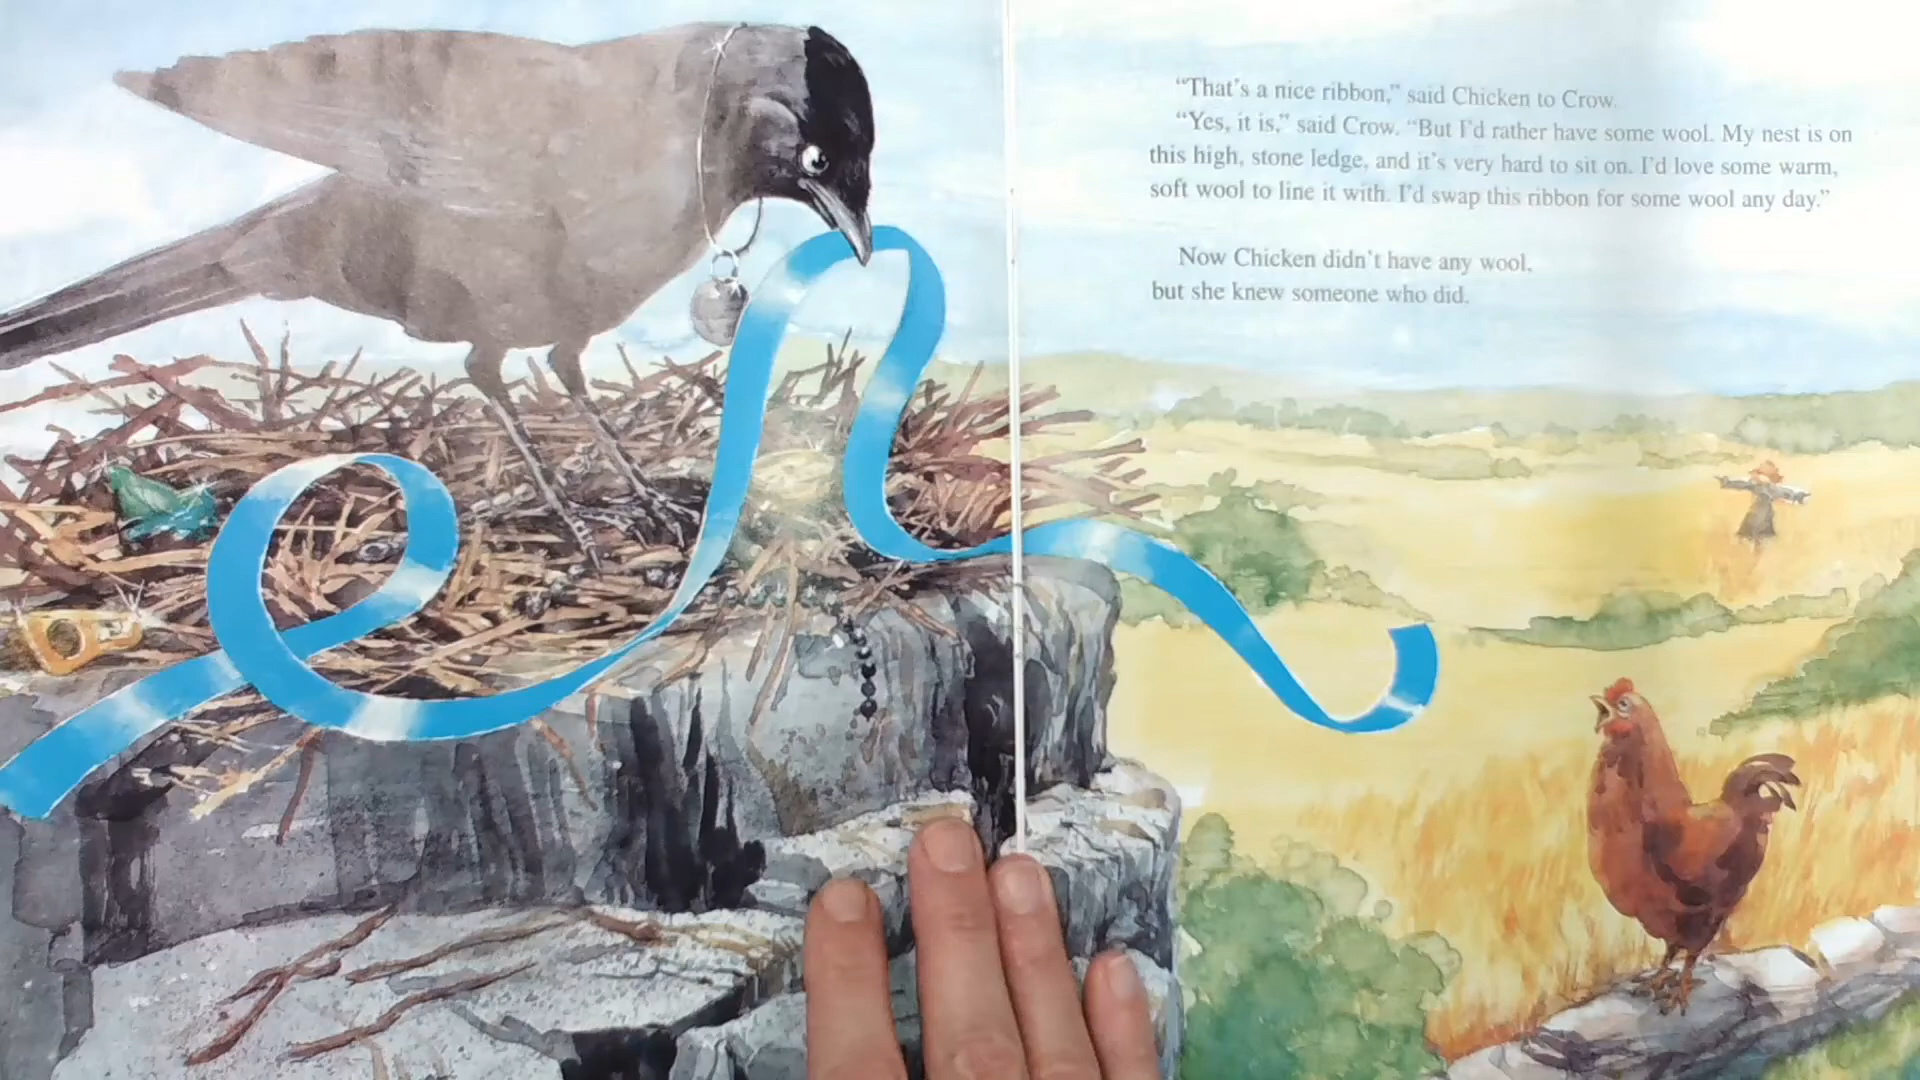 “That’s a nice ribbon,” said Chicken to Crow.
“Yes, it is,” said Crow. “But I’d rather have some wool. My nest is on
this high, stone ledge, and it’s very hard to sit on. I’d love some warm,
soft wool to line it with. I’d swap this ribbon for some wool any day.”
Now Chicken didn’t have any wool,
but she knew someone who did.